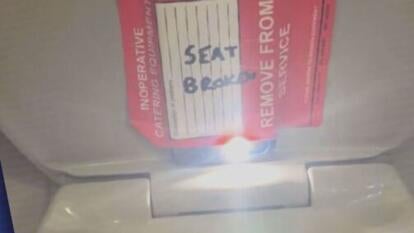 INOPERATIVE
CATERING EQUIPMENT
SEAT
BROKEN
REMOVE FROM
SERVICE